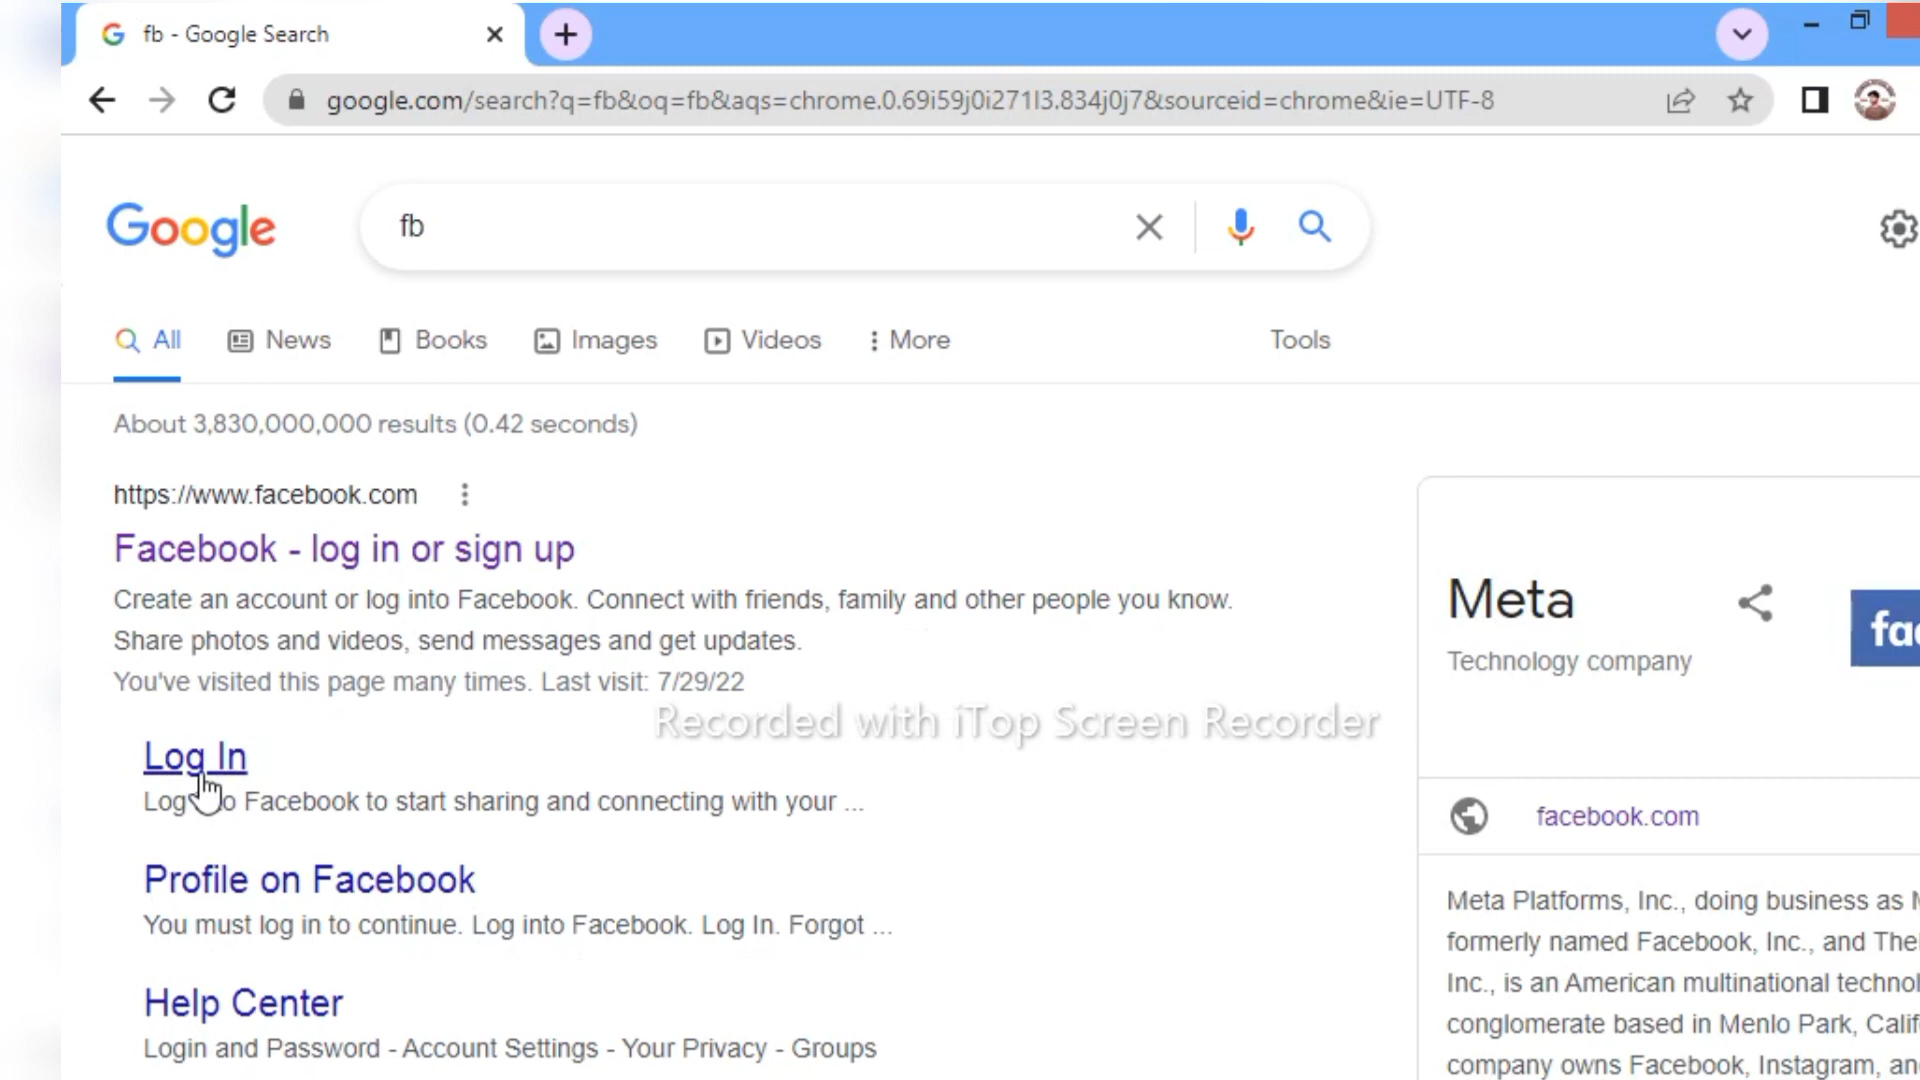 fb - Google Search
google.com/search?q=fb&oq=fb&aqs=chrome.0.69i59j0i271l3.834j0j7&sourceid=chrome&ie=UTF-8
Google
fb
All News Books Images Videos More Tools
About 3,830,000,000 results (0.42 seconds)
https://www.facebook.com
Facebook - log in or sign up
Create an account or log into Facebook. Connect with friends, family and other people you know.
Share photos and videos, send messages and get updates.
You've visited this page many times. Last visit: 7/29/22
Recorded with iTop Screen Recorder
Log In
Log to Facebook to start sharing and connecting with your ...
Profile on Facebook
You must log in to continue. Log into Facebook. Log In. Forgot ...
Help Center
Login and Password - Account Settings - Your Privacy - Groups
Meta
Technology company
fac
facebook.com
Meta Platforms, Inc., doing business as
formerly named Facebook, Inc., and
Inc., is an American multinational
conglomerate based in Menlo Park,
company owns Facebook, Instagram,